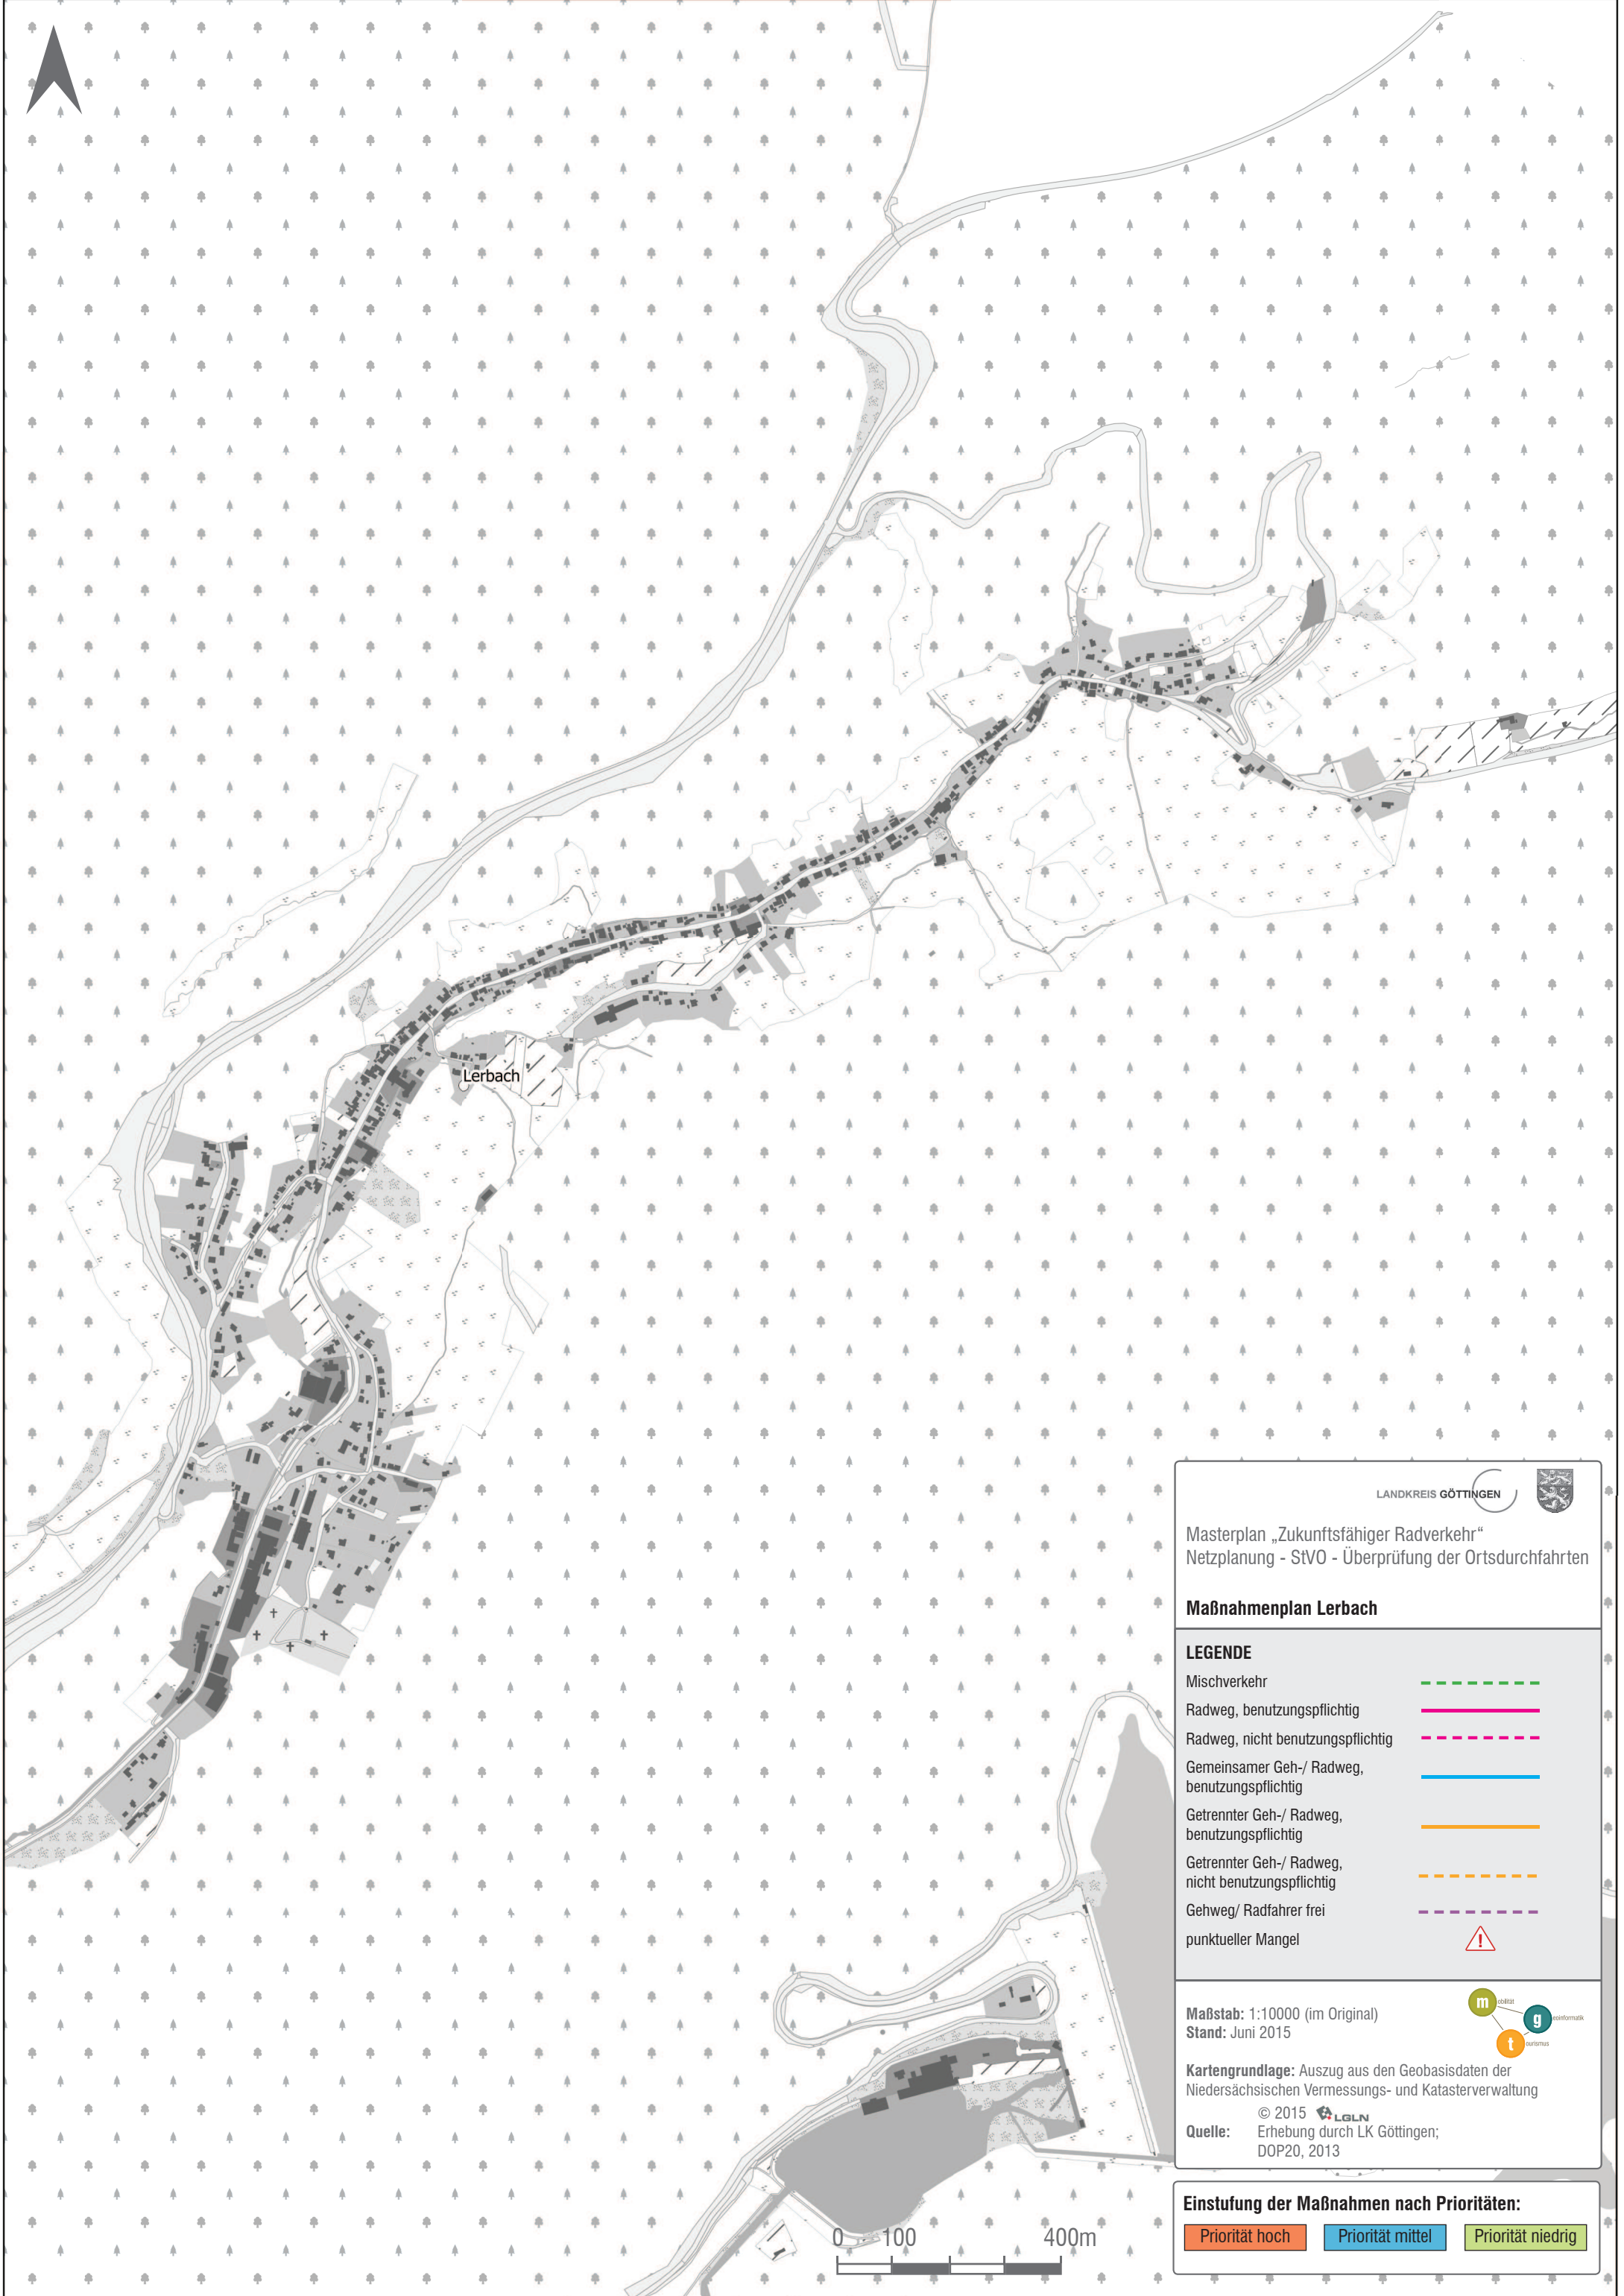 Lerbach
LANDKREIS GÖTTINGEN
Masterplan „Zukunftsfähiger Radverkehr“
Netzplanung - StVO - Überprüfung der Ortsdurchfahrten
Maßnahmenplan Lerbach
LEGENDE
Mischverkehr
Radweg, benutzungspflichtig
Radweg, nicht benutzungspflichtig
Gemeinsamer Geh-/ Radweg,
benutzungspflichtig
Getrennter Geh-/ Radweg,
benutzungspflichtig
Getrennter Geh-/ Radweg,
nicht benutzungspflichtig
Gehweg/ Radfahrer frei
punktueller Mangel
Maßstab: 1:10000 (im Original)
Stand: Juni 2015
m obilität
g eoinformatik
t ourismus
Kartengrundlage: Auszug aus den Geobasisdaten der
Niedersächsischen Vermessungs- und Katasterverwaltung
© 2015 LGLN
Quelle: Erhebung durch LK Göttingen;
DOP20, 2013
Einstufung der Maßnahmen nach Prioritäten:
Priorität hoch Priorität mittel Priorität niedrig
0 100 400m